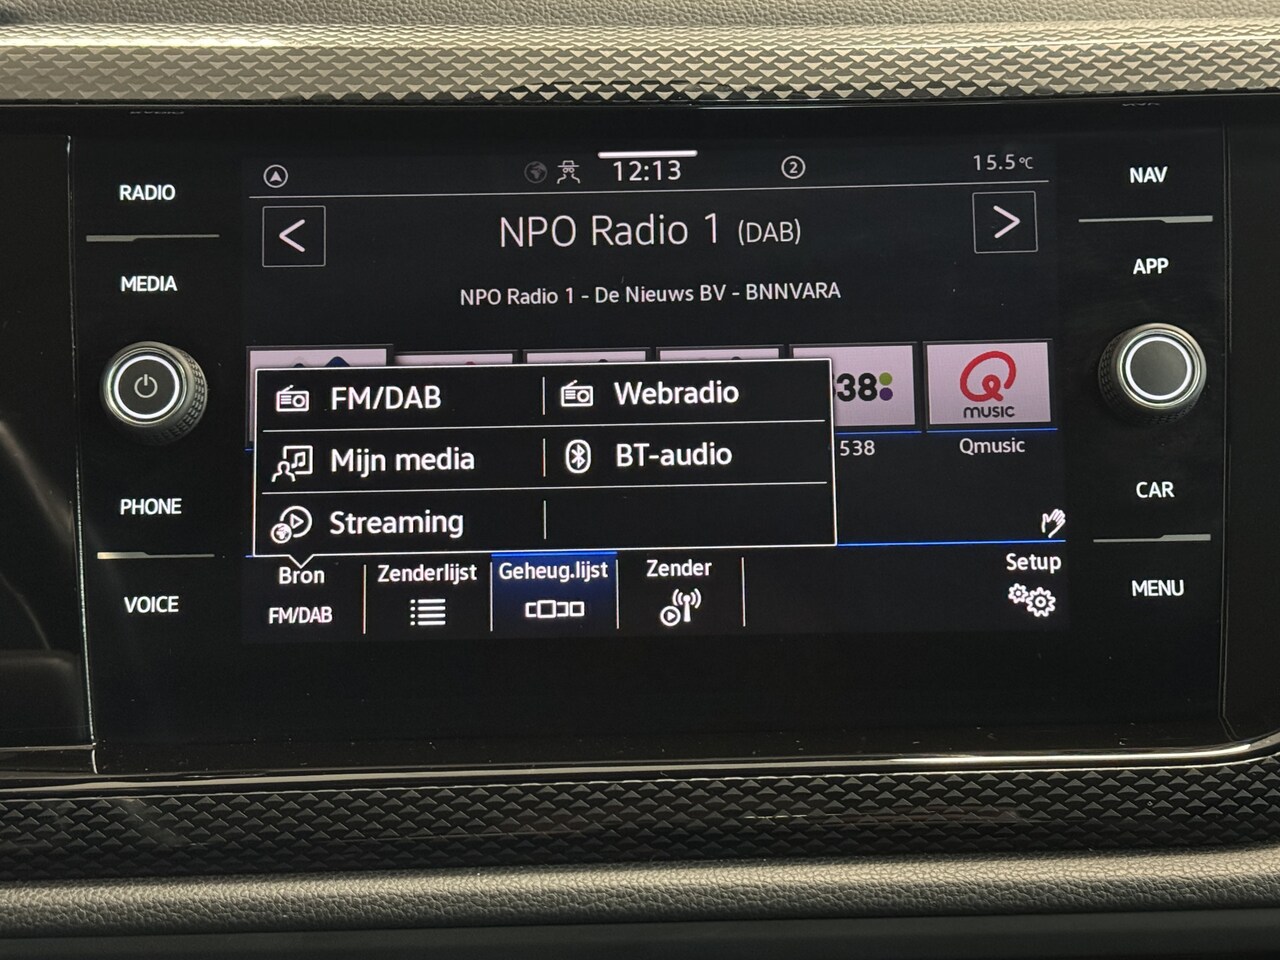 12:13
2
15.5°C
RADIO
NAV
NPO Radio 1 (DAB)
MEDIA
APP
NPO Radio 1 - De Nieuws BV - BNNVARA
FM/DAB
Webradio
38
MUSIC
Mijn media
BT-audio
538
Qmusic
Streaming
PHONE
CAR
Bron
Zenderlijst
Geheug.lijst
Zender
Setup
FM/DAB
VOICE
MENU